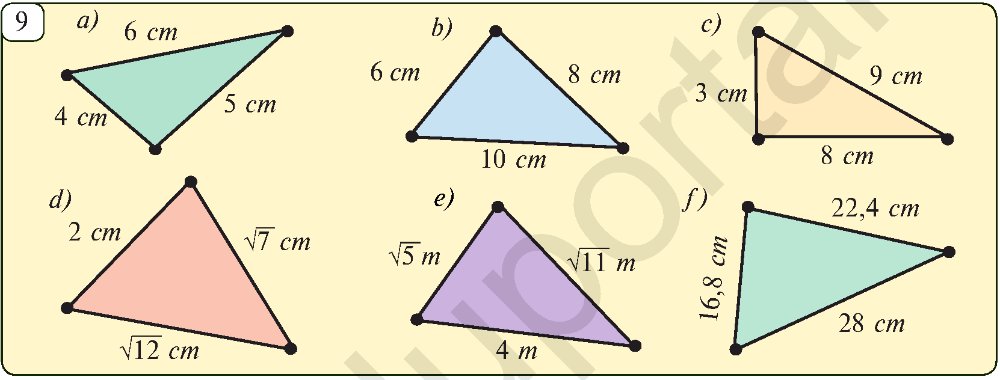 9
a)
6 cm
4 cm
5 cm
b)
6 cm
8 cm
10 cm
c)
3 cm
9 cm
8 cm
d)
2 cm
√7 cm
√12 cm
e)
√5 m
√11 m
4 m
f)
22,4 cm
16,8 cm
28 cm